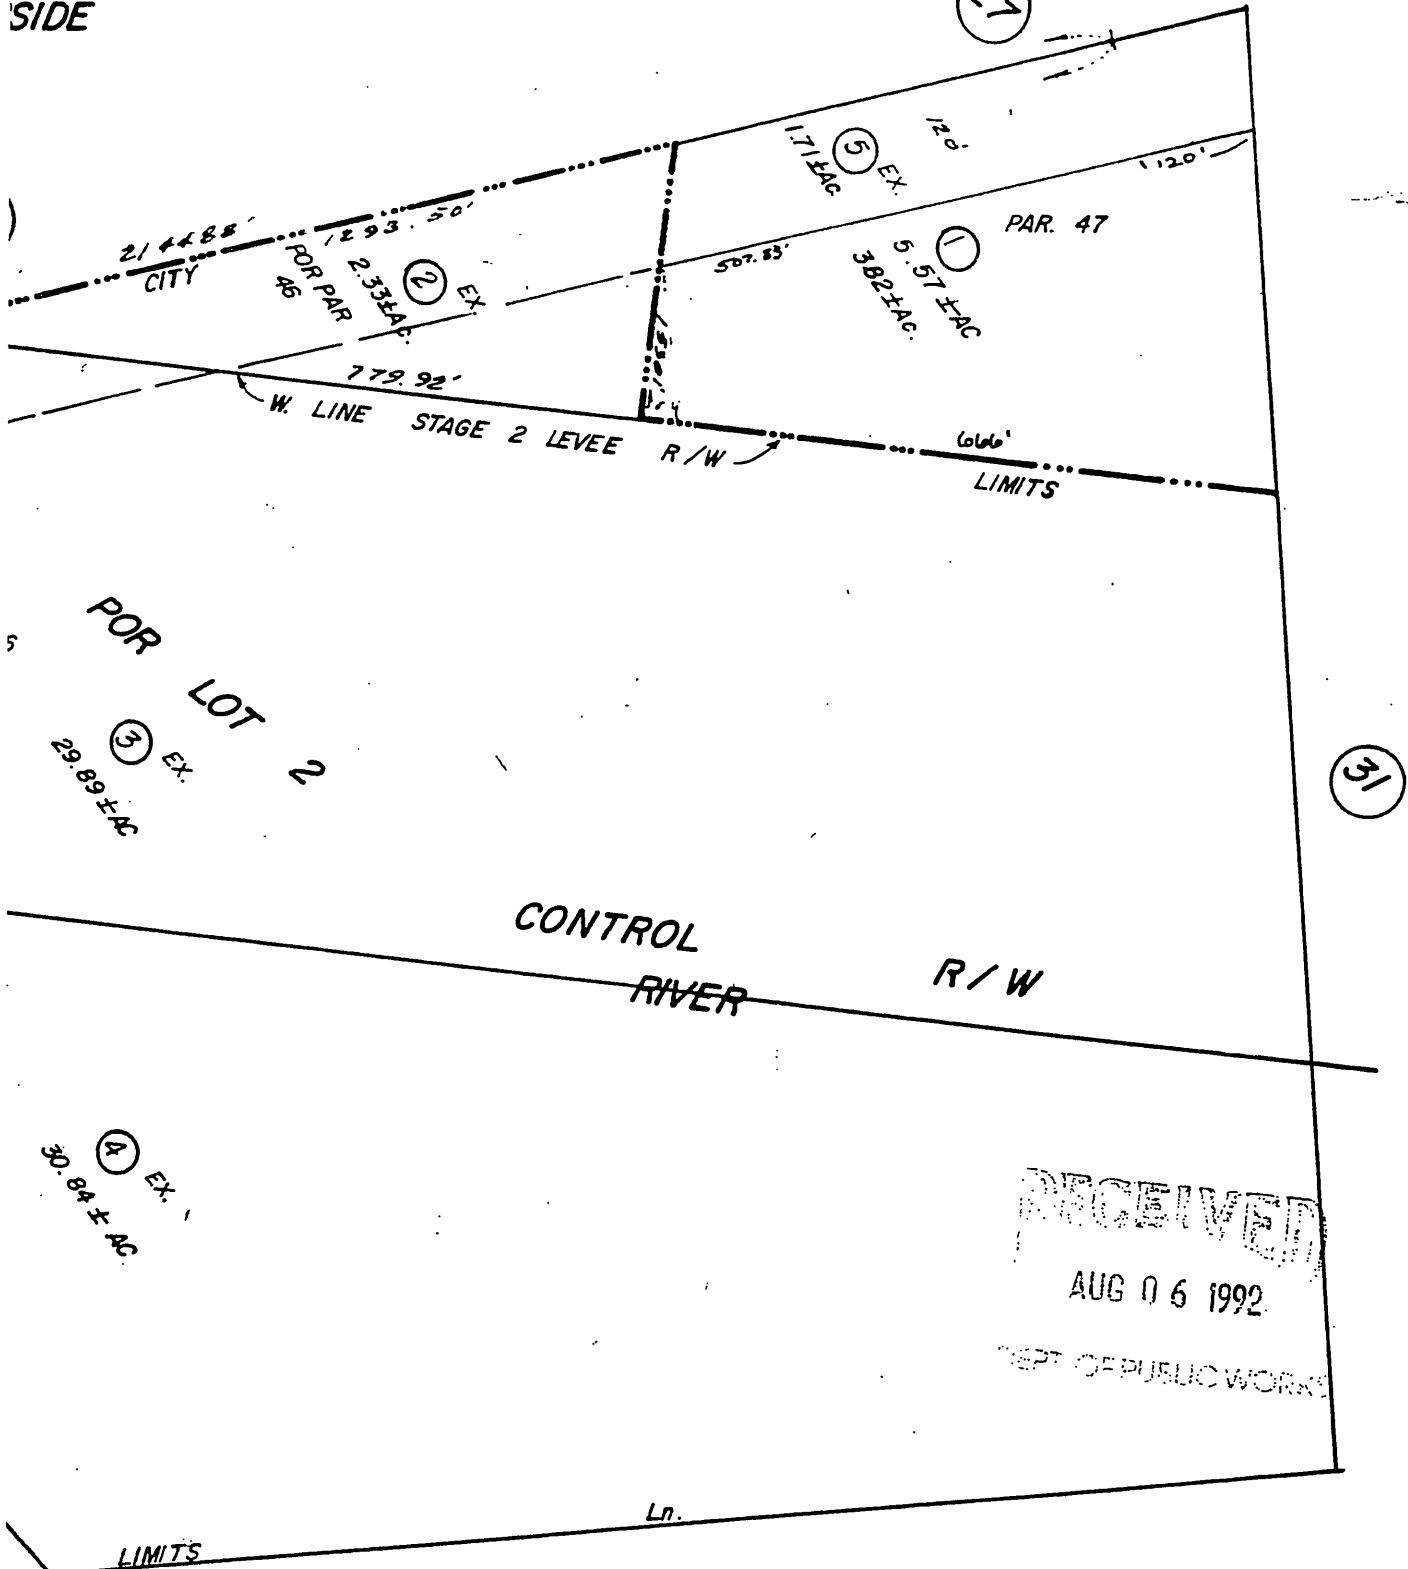 SIDE
27
120'
5 EX.
1.71±AC.
120'
PAR. 47
1
5.57±AC
3.82±AC.
507.83'
1293.50'
CITY
POR PAR
46
2 EX.
2.33±AC.
779.92'
W. LINE STAGE 2 LEVEE R/W
666'
LIMITS
POR LOT 2
3 EX.
29.89±AC
31
CONTROL
RIVER
R/W
4 EX.
30.84± AC
RECEIVED
AUG 06 1992
DEPT OF PUBLIC WORKS
Ln.
LIMITS